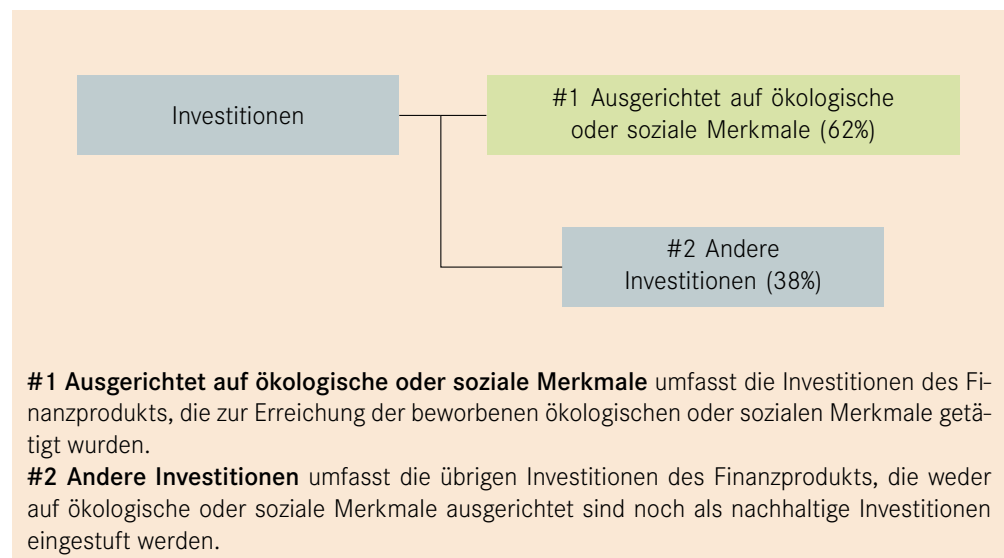 Investitionen
#1 Ausgerichtet auf ökologische
oder soziale Merkmale (62%)
#2 Andere
Investitionen (38%)
#1 Ausgerichtet auf ökologische oder soziale Merkmale umfasst die Investitionen des Fi-
nanzprodukts, die zur Erreichung der beworbenen ökologischen oder sozialen Merkmale getä-
tigt wurden.
#2 Andere Investitionen umfasst die übrigen Investitionen des Finanzprodukts, die weder
auf ökologische oder soziale Merkmale ausgerichtet sind noch als nachhaltige Investitionen
eingestuft werden.